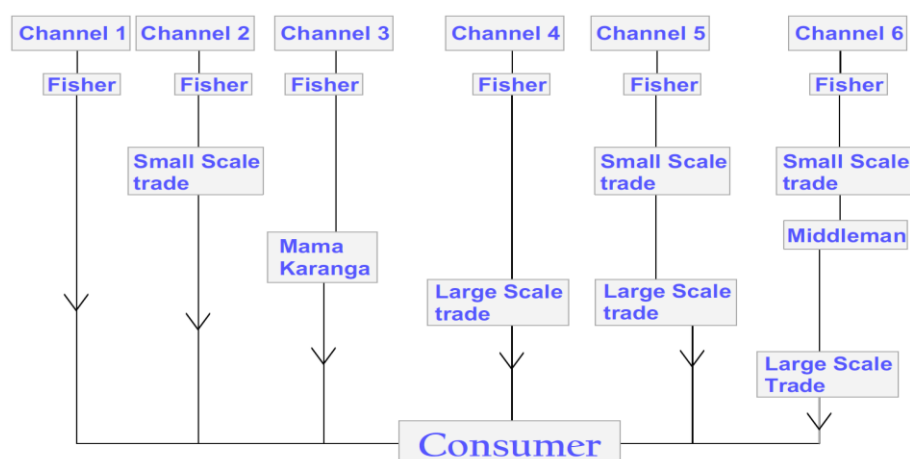 Channel 1
Channel 2
Channel 3
Channel 4
Channel 5
Channel 6
Fisher
Fisher
Fisher
Fisher
Fisher
Fisher
Small Scale
trade
Small Scale
trade
Small Scale
trade
Mama
Karanga
Middleman
Large Scale
trade
Large Scale
trade
Large Scale
Trade
Consumer